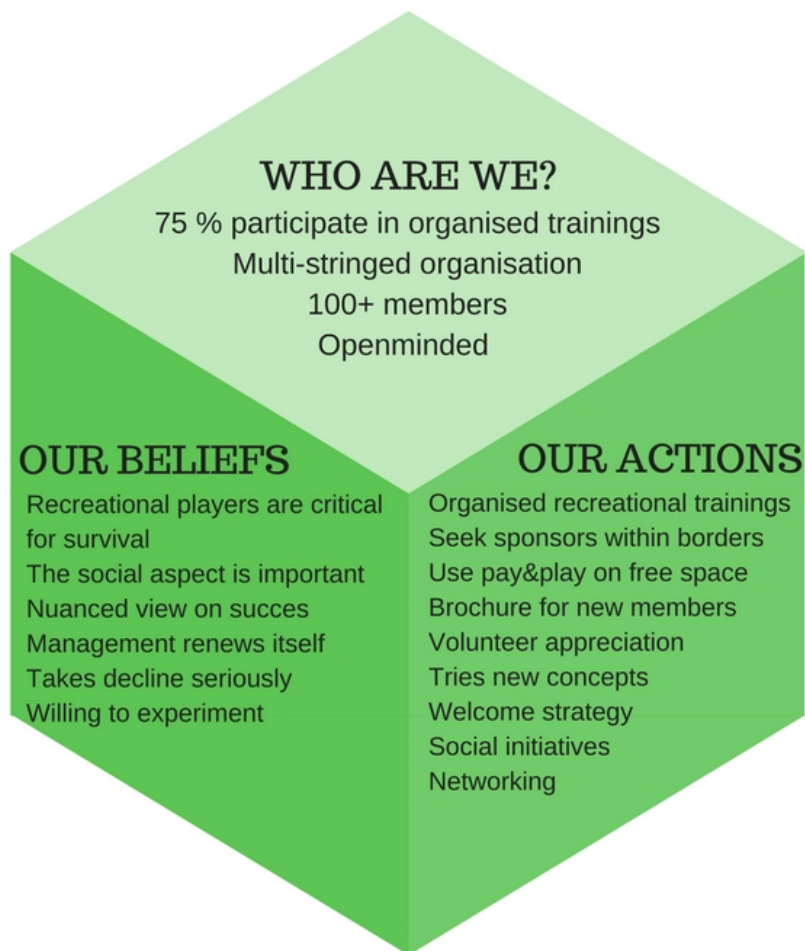 WHO ARE WE?
75 % participate in organised trainings
Multi-stringed organisation
100+ members
Openminded
OUR BELIEFS
Recreational players are critical
for survival
The social aspect is important
Nuanced view on succes
Management renews itself
Takes decline seriously
Willing to experiment
OUR ACTIONS
Organised recreational trainings
Seek sponsors within borders
Use pay&play on free space
Brochure for new members
Volunteer appreciation
Tries new concepts
Welcome strategy
Social initiatives
Networking